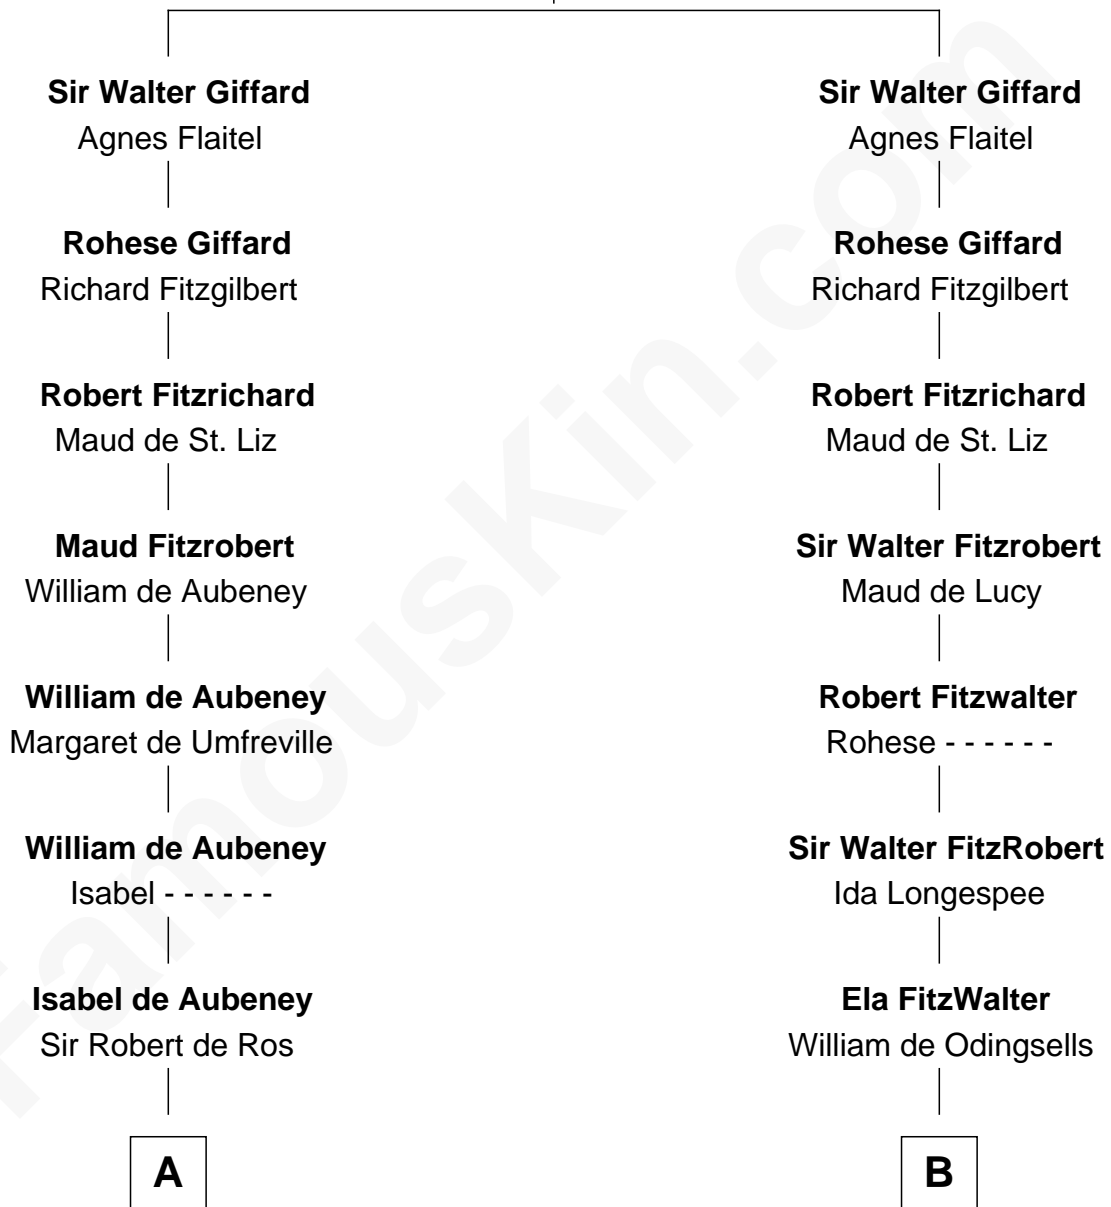 Sir Walter Giffard
Agnes Flaitel
Rohese Giffard
Richard Fitzgilbert
Robert Fitzrichard
Maud de St. Liz
Maud Fitzrobert
William de Aubeney
William de Aubeney
Margaret de Umfreville
William de Aubeney
Isabel - - - - - -
Isabel de Aubeney
Sir Robert de Ros
A
Sir Walter Giffard
Agnes Flaitel
Rohese Giffard
Richard Fitzgilbert
Robert Fitzrichard
Maud de St. Liz
Sir Walter Fitzrobert
Maud de Lucy
Robert Fitzwalter
Rohese - - - - - -
Sir Walter FitzRobert
Ida Longespee
Ela FitzWalter
William de Odingsells
B
FamousKin.com